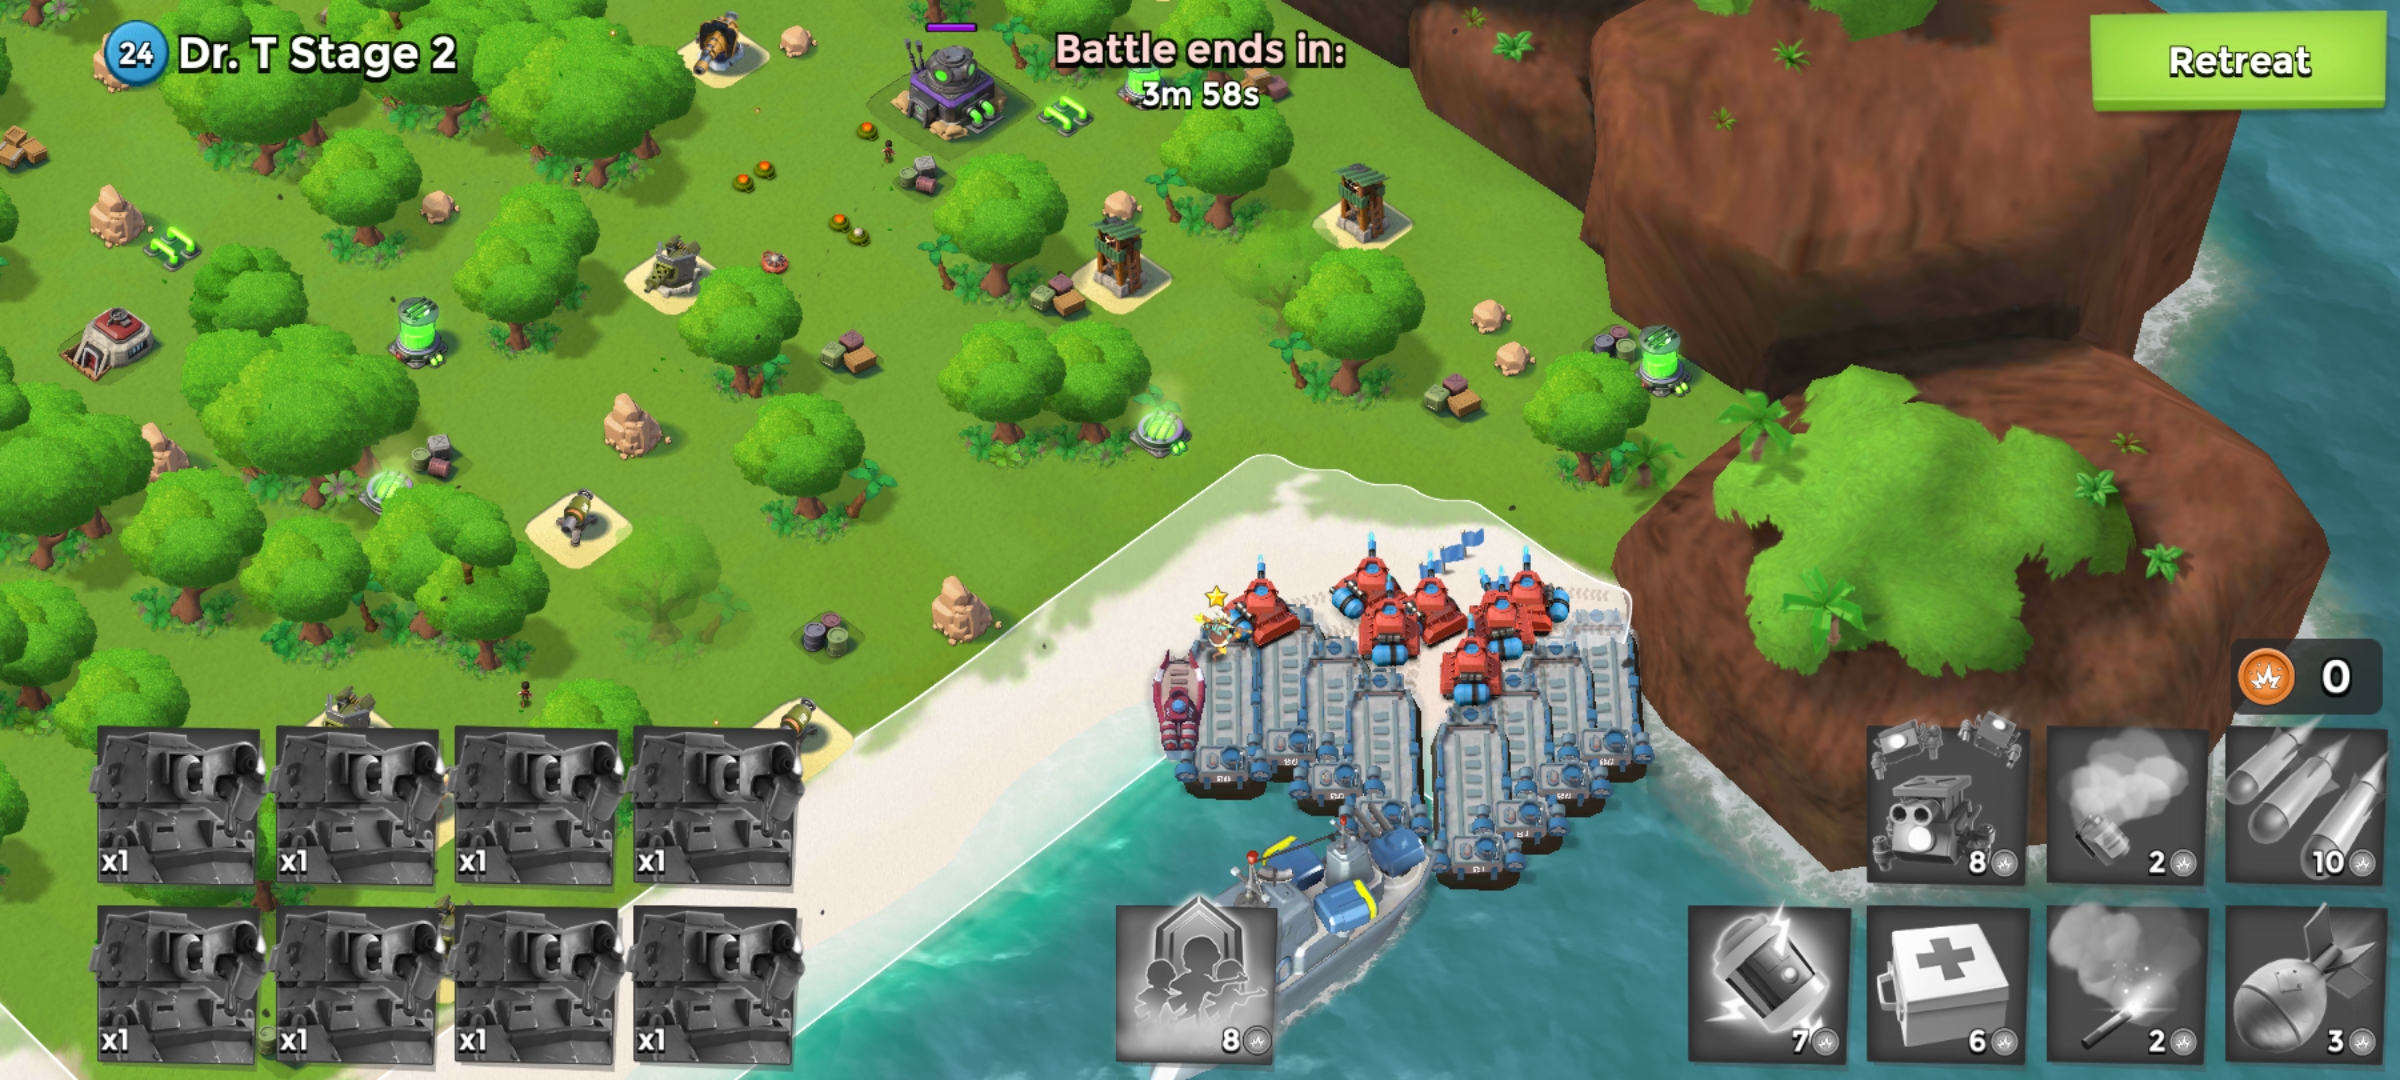 24 Dr. T Stage 2
Battle ends in:
3m 58s
Retreat
0
x1 x1 x1 x1
8 2 10
x1 x1 x1 x1
8 7 6 2 3